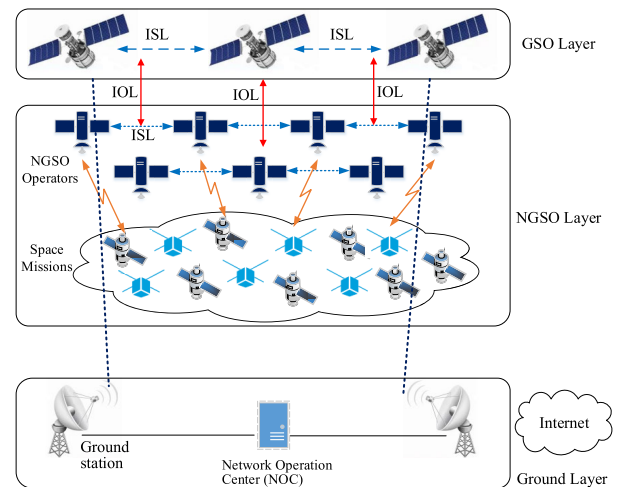 ISL
ISL
GSO Layer
IOL
IOL
IOL
ISL
NGSO
Operators
NGSO Layer
Space
Missions
Internet
Ground
station
Network Operation
Center (NOC)
Ground Layer